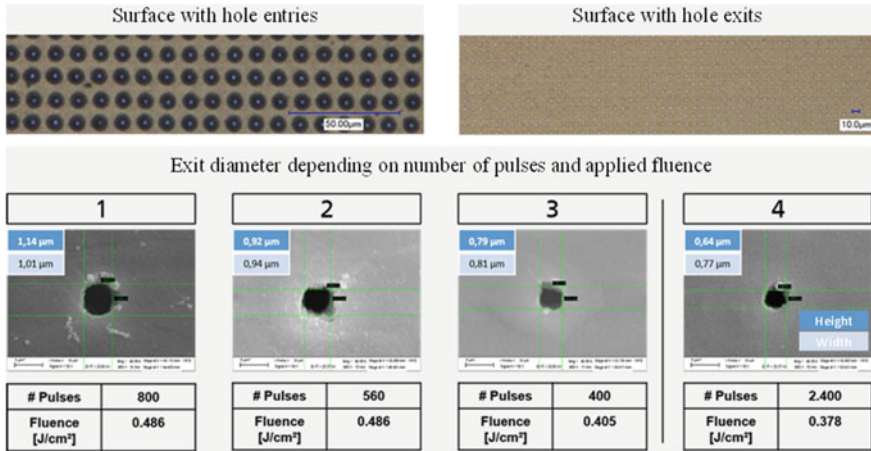 Surface with hole entries
Surface with hole exits
50.00µm
10.0µm
Exit diameter depending on number of pulses and applied fluence
1
2
3
4
1,14 µm
1,01 µm
0,92 µm
0,94 µm
0,79 µm
0,81 µm
0,64 µm
0,77 µm
Height
Width
# Pulses 800
Fluence [J/cm²] 0.486
# Pulses 560
Fluence [J/cm²] 0.486
# Pulses 400
Fluence [J/cm²] 0.405
# Pulses 2.400
Fluence [J/cm²] 0.378